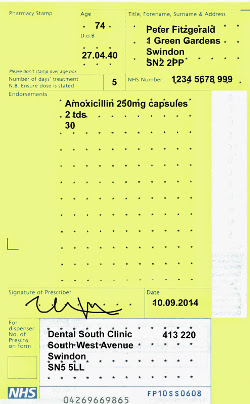 Pharmacy Stamp
Age
74
D.o.B
27.04.40
Title, Forename, Surname & Address
Peter Fitzgerald
1 Green Gardens
Swindon
SN2 2PP
Please don't stamp over age box
Number of days' treatment
N.B. Ensure dose is stated
5
NHS Number
1234 5678 999
Endorsements
Amoxicillin 250mg capsules
2 tds
30
Signature of Prescriber
Date
10.09.2014
For
dispenser
No. of
Prescns
on form
Dental South Clinic
413 220
South West Avenue
Swindon
SN5 5LL
NHS
FP10SS0608
04269669865